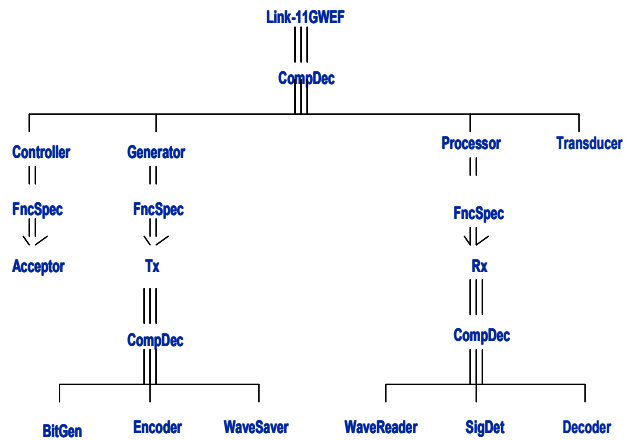 Link-11GWEF
CompDec
Controller Generator Processor Transducer
FncSpec FncSpec FncSpec
Acceptor Tx Rx
CompDec CompDec
BitGen Encoder WaveSaver WaveReader SigDet Decoder